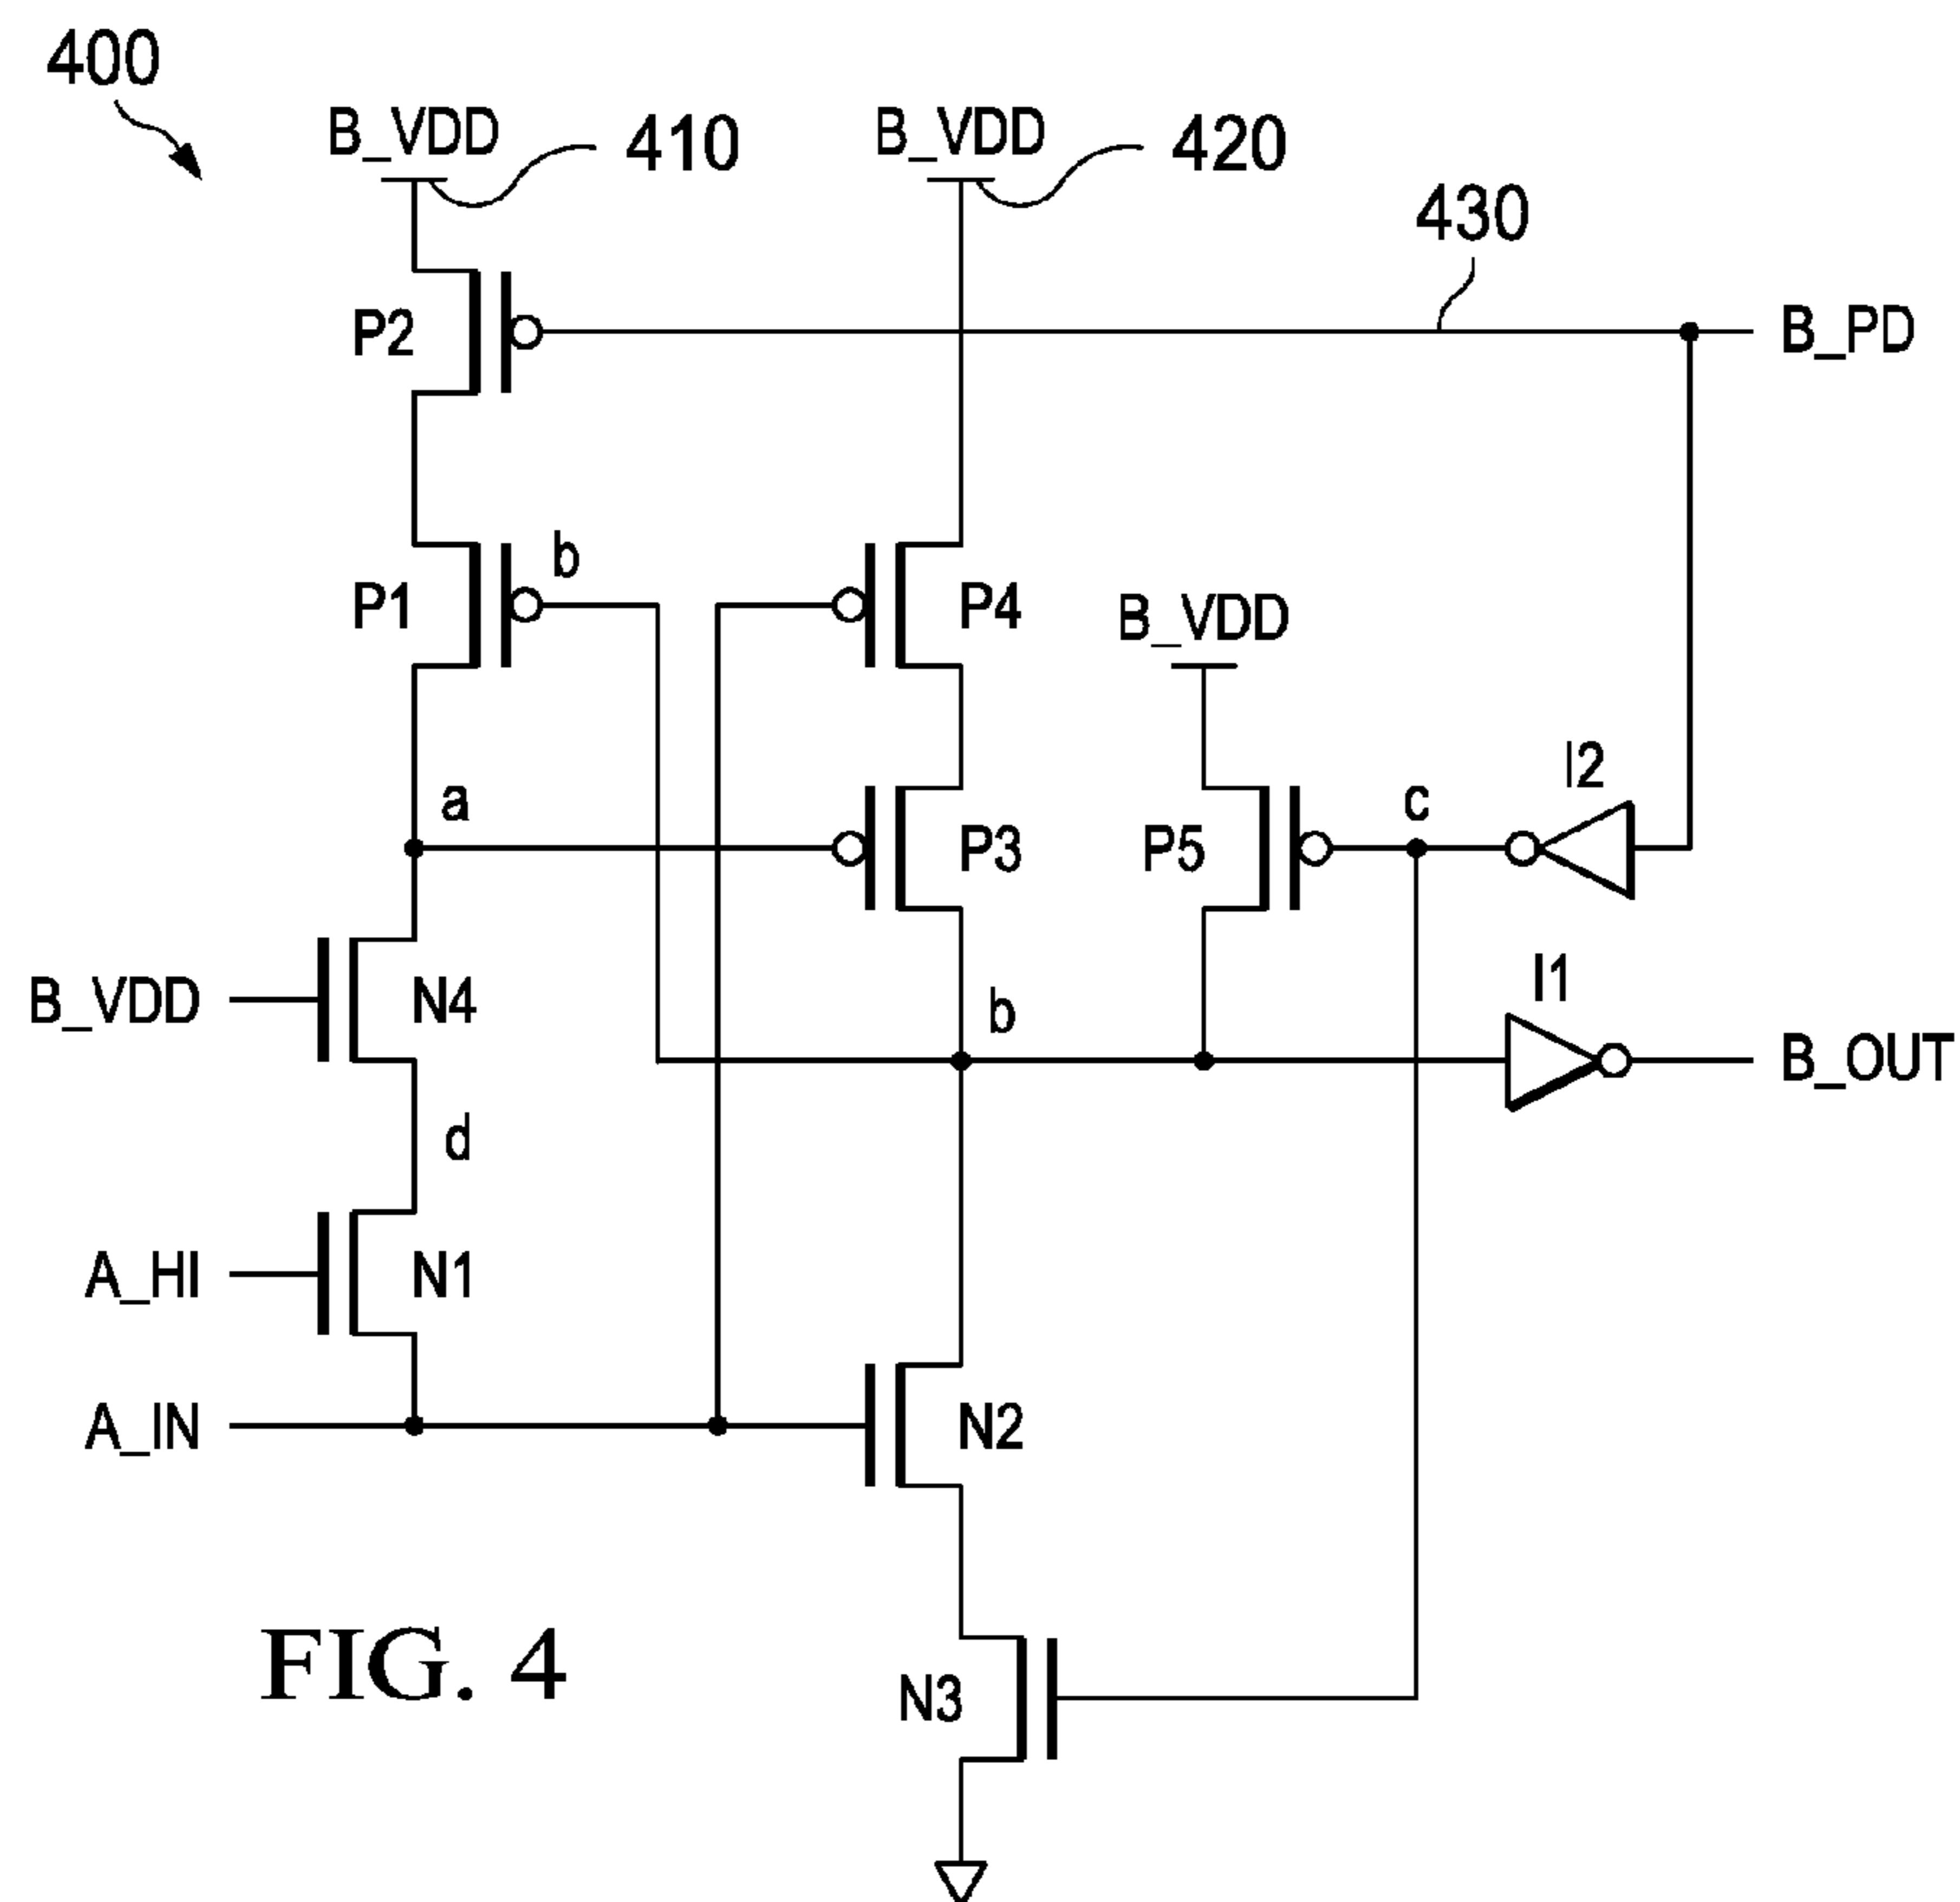 400
B_VDD
410
B_VDD
420
430
P2
B_PD
b
P1
P4
B_VDD
I2
a
P3
P5
c
B_VDD
N4
b
I1
B_OUT
d
A_HI
N1
A_IN
N2
FIG. 4
N3